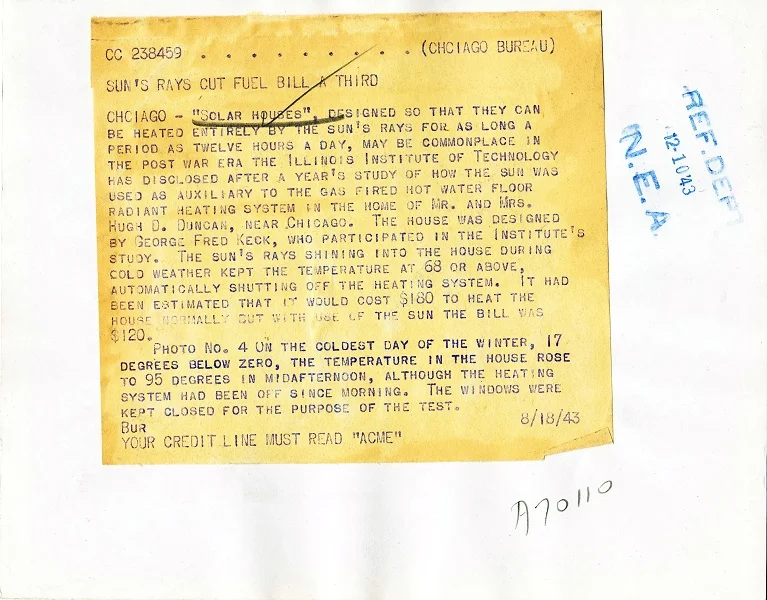 CC 238459 . . . . . . . . . . (CHCIAGO BUREAU)
SUN'S RAYS CUT FUEL BILL A THIRD
CHCIAGO - "SOLAR HOUSES", DESIGNED SO THAT THEY CAN
BE HEATED ENTIRELY BY THE SUN'S RAYS FOR AS LONG A
PERIOD AS TWELVE HOURS A DAY, MAY BE COMMONPLACE IN
THE POST WAR ERA THE ILLINOIS INSTITUTE OF TECHNOLOGY
HAS DISCLOSED AFTER A YEAR'S STUDY OF HOW THE SUN WAS
USED AS AUXILIARY TO THE GAS FIRED HOT WATER FLOOR
RADIANT HEATING SYSTEM IN THE HOME OF MR. AND MRS.
HUGH D. DUNCAN, NEAR CHICAGO. THE HOUSE WAS DESIGNED
BY GEORGE FRED KECK, WHO PARTICIPATED IN THE INSTITUTE'S
STUDY. THE SUN'S RAYS SHINING INTO THE HOUSE DURING
COLD WEATHER KEPT THE TEMPERATURE AT 68 OR ABOVE,
AUTOMATICALLY SHUTTING OFF THE HEATING SYSTEM. IT HAD
BEEN ESTIMATED THAT IT WOULD COST $180 TO HEAT THE
HOUSE NORMALLY BUT WITH USE OF THE SUN THE BILL WAS
$120.
PHOTO NO. 4 ON THE COLDEST DAY OF THE WINTER, 17
DEGREES BELOW ZERO, THE TEMPERATURE IN THE HOUSE ROSE
TO 95 DEGREES IN MIDAFTERNOON, ALTHOUGH THE HEATING
SYSTEM HAD BEEN OFF SINCE MORNING. THE WINDOWS WERE
KEPT CLOSED FOR THE PURPOSE OF THE TEST.
BUR 8/18/43
YOUR CREDIT LINE MUST READ "ACME"
REF. DEPT
12-10 43
N.E.A.
A70110